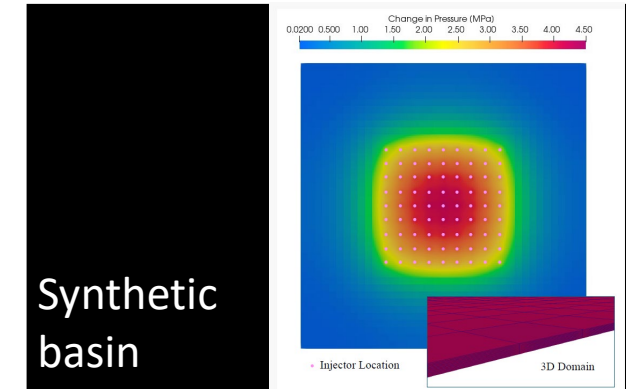 Synthetic
basin
Change in Pressure (MPa)
0.0200 0.500 1.00 1.50 2.00 2.50 3.00 3.50 4.00 4.50
Injector Location
3D Domain